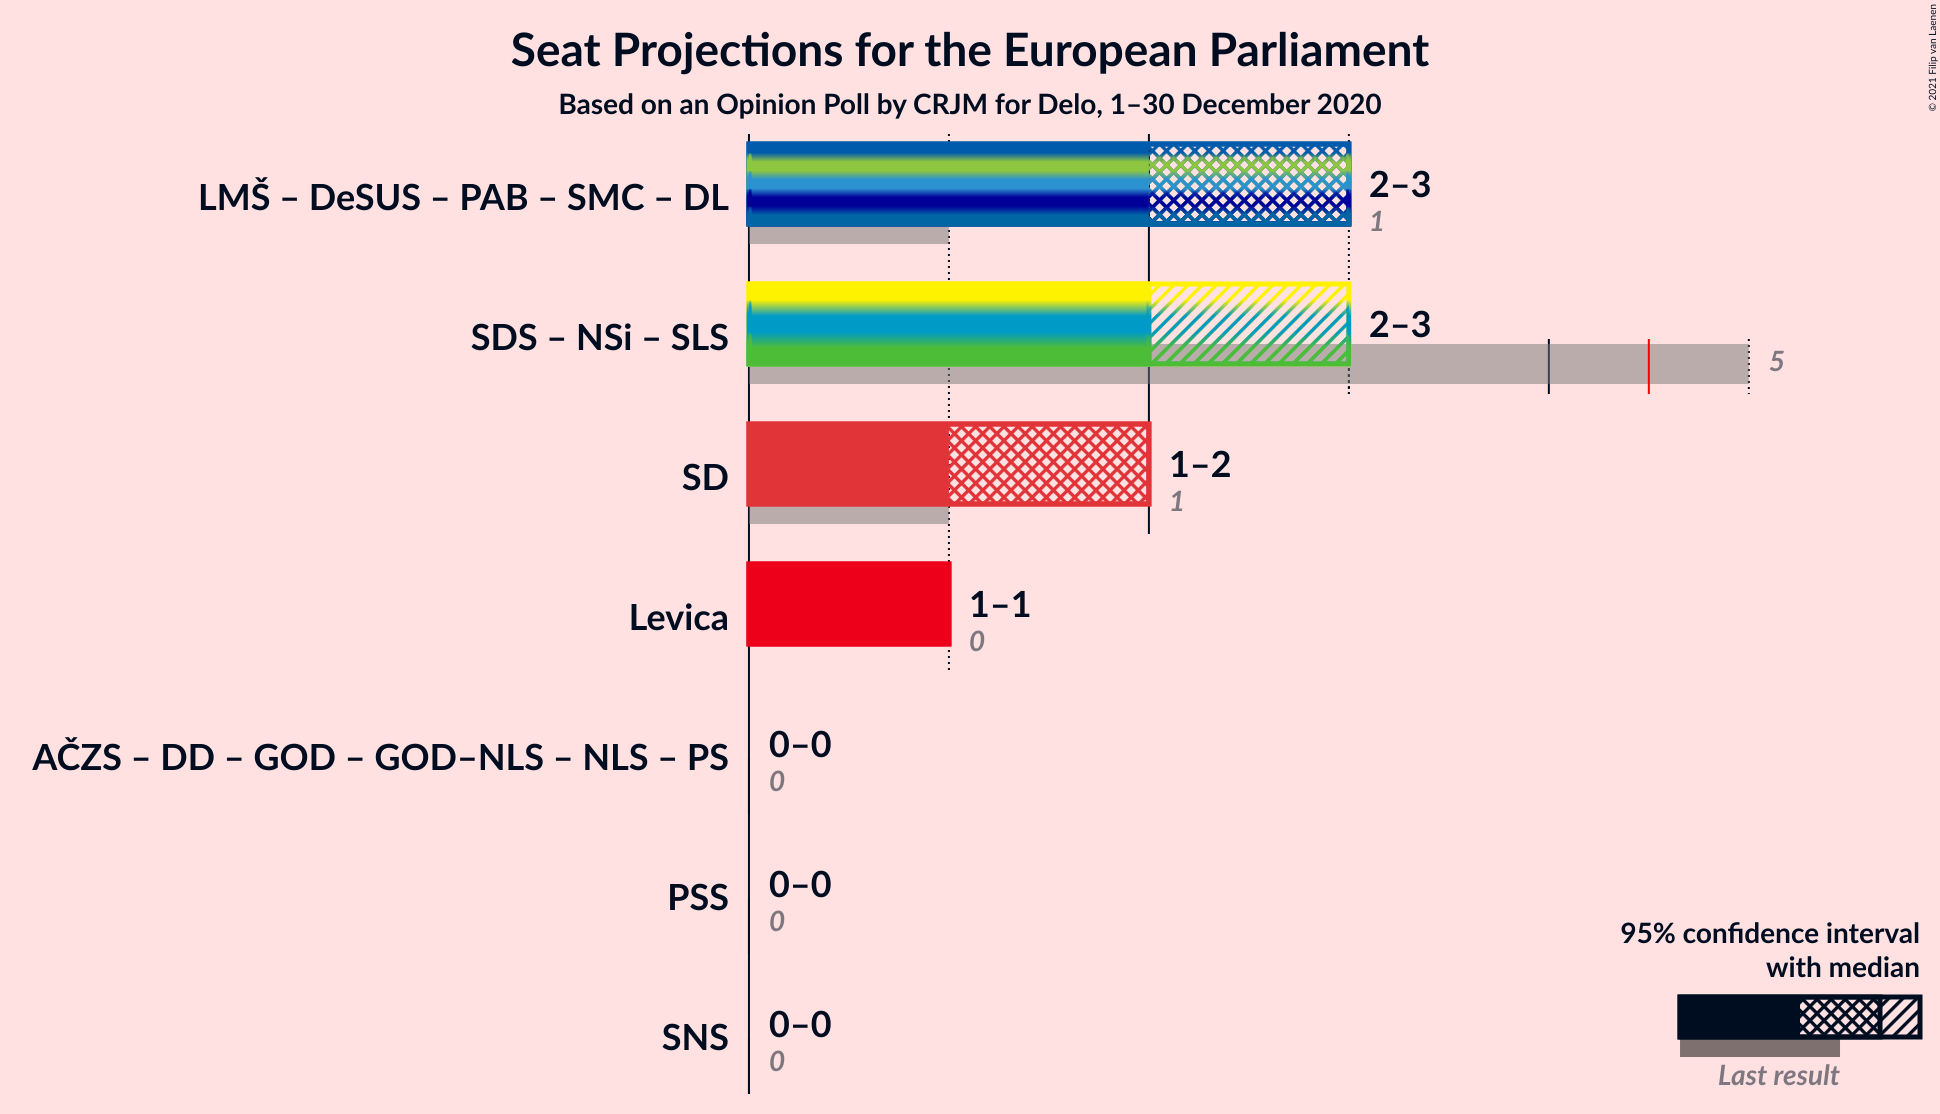 Seat Projections for the European Parliament
Based on an Opinion Poll by CRJM for Delo, 1–30 December 2020
© 2021 Filip van Laenen
LMŠ – DeSUS – PAB – SMC – DL
2–3
1
SDS – NSi – SLS
2–3
5
SD
1–2
1
Levica
1–1
0
AČZS – DD – GOD – GOD–NLS – NLS – PS
0–0
0
PSS
0–0
0
SNS
0–0
0
95% confidence interval
with median
Last result